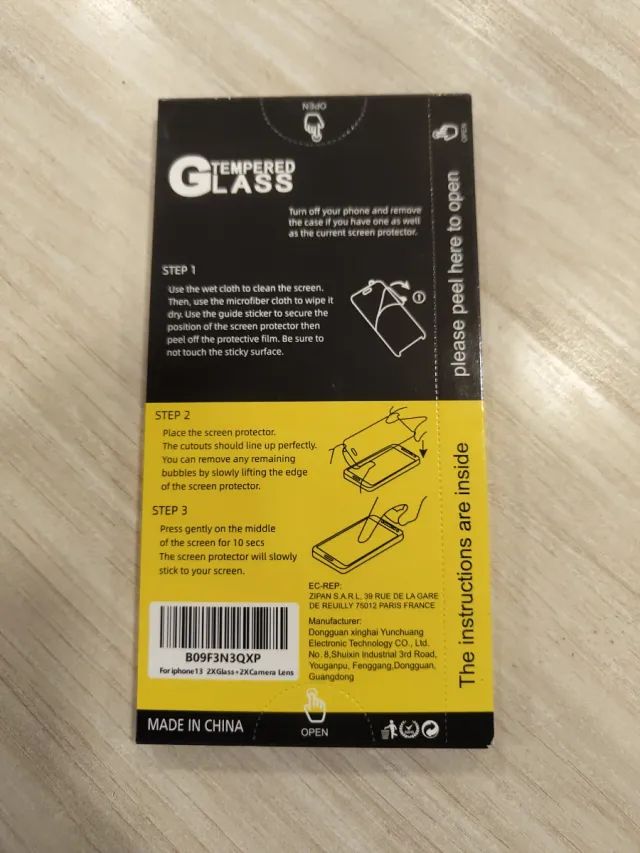 OPEN
TEMPERED
GLASS
Turn off your phone and remove
the case if you have one as well
as the current screen protector.
STEP 1
Use the wet cloth to clean the screen.
Then, use the microfiber cloth to wipe it
dry. Use the guide sticker to secure the
position of the screen protector then
peel off the protective film. Be sure to
not touch the sticky surface.
STEP 2
Place the screen protector.
The cutouts should line up perfectly.
You can remove any remaining
bubbles by slowly lifting the edge
of the screen protector.
STEP 3
Press gently on the middle
of the screen for 10 secs
The screen protector will slowly
stick to your screen.
EC-REP:
ZIPAN S.A.R.L, 39 RUE DE LA GARE
DE REUILLY 75012 PARIS FRANCE
Manufacturer:
Dongguan xinghai Yunchuang
Electronic Technology CO., Ltd.
No. 8,Shuixin Industrial 3rd Road,
Youganpu, Fenggang,Dongguan,
Guangdong
B09F3N3QXP
For iphone13 2XGlass+2XCamera Lens
MADE IN CHINA
OPEN
The instructions are inside
please peel here to open
OPEN